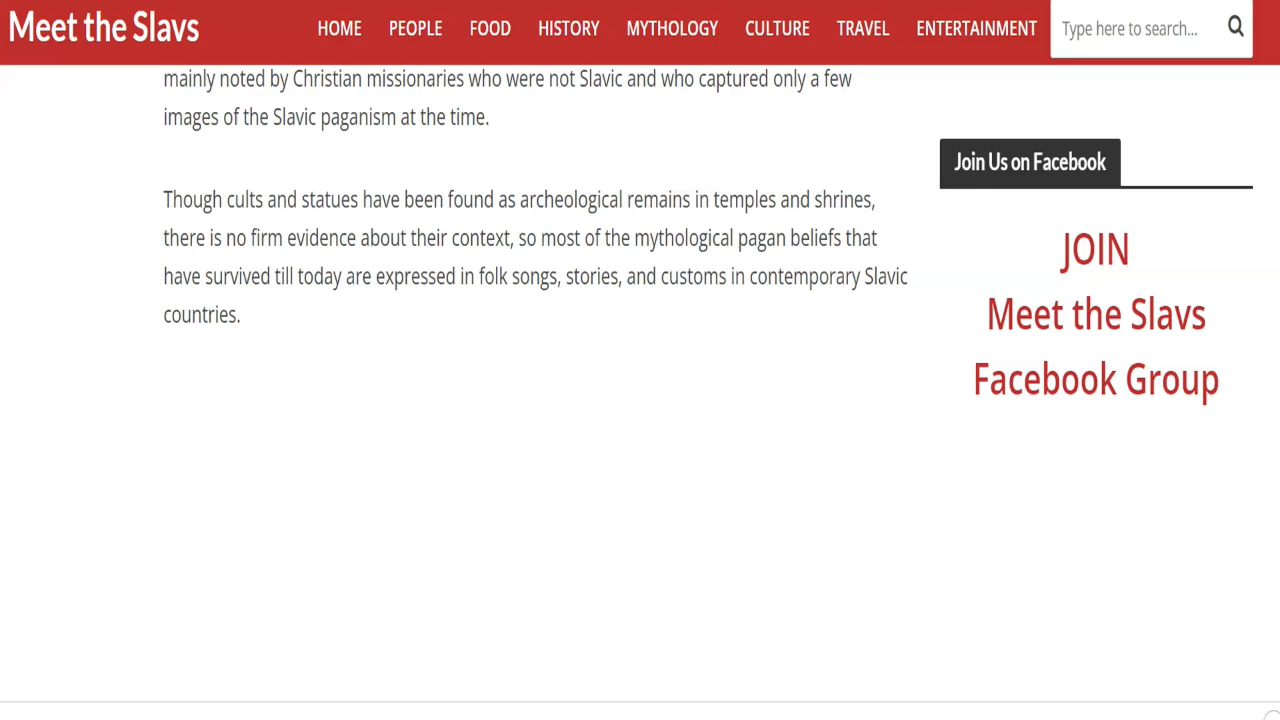 Meet the Slavs
HOME PEOPLE FOOD HISTORY MYTHOLOGY CULTURE TRAVEL ENTERTAINMENT Type here to search...
mainly noted by Christian missionaries who were not Slavic and who captured only a few
images of the Slavic paganism at the time.
Though cults and statues have been found as archeological remains in temples and shrines,
there is no firm evidence about their context, so most of the mythological pagan beliefs that
have survived till today are expressed in folk songs, stories, and customs in contemporary Slavic
countries.
Join Us on Facebook
JOIN
Meet the Slavs
Facebook Group